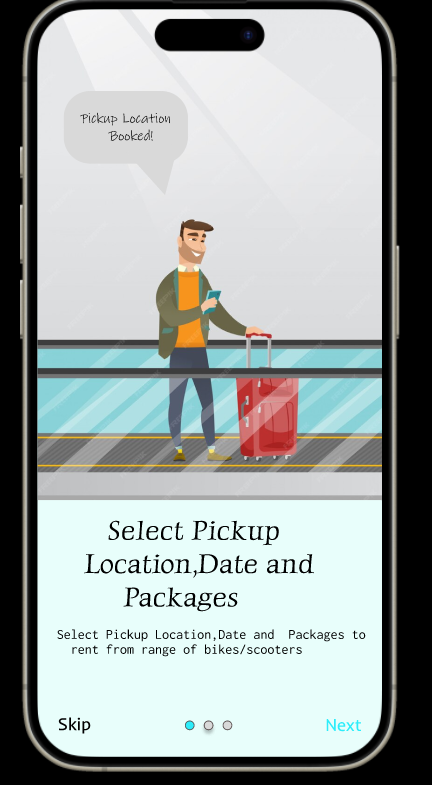 Pickup Location
Booked!
Select Pickup
Location,Date and
Packages
Select Pickup Location,Date and  Packages to
rent from range of bikes/scooters
Skip
Next